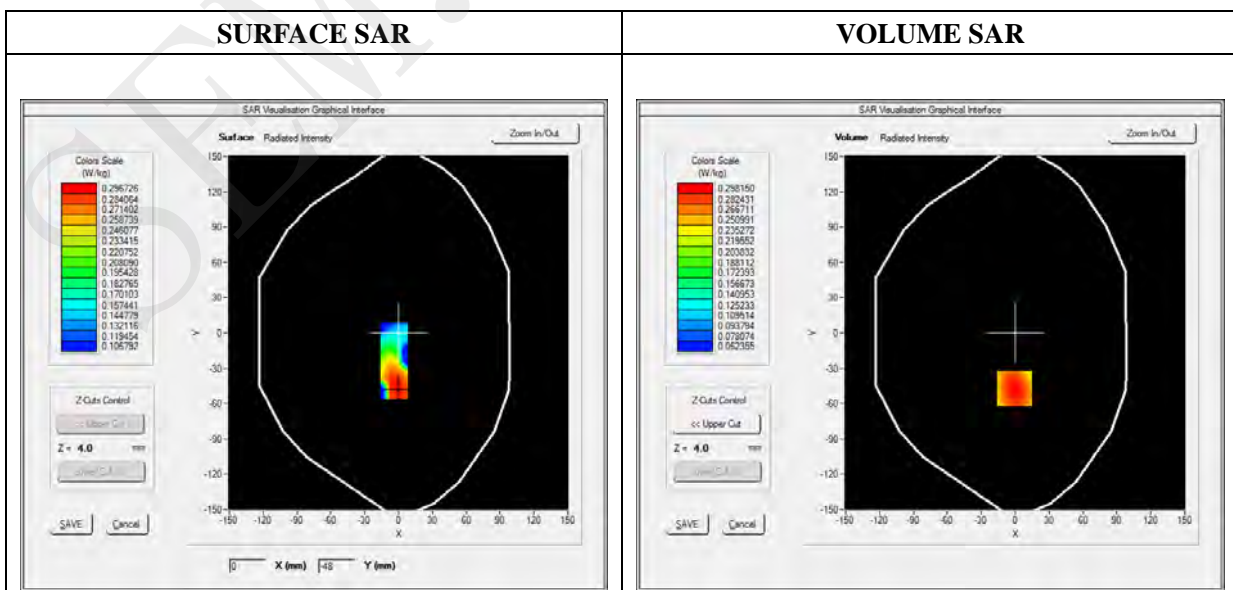 SURFACE SAR
VOLUME SAR
SAR Visualisation Graphical Interface
Surface Radiated Intensity
Zoom In/Out
Colors Scale
(W/kg)
0.296726
0.284064
0.271402
0.258739
0.246077
0.233415
0.220752
0.208090
0.195428
0.182765
0.170103
0.157441
0.144779
0.132116
0.119454
0.106792
150
120
90
60
30
0
-30
-60
-90
-120
-150
Y
-150 -120 -90 -60 -30 0 30 60 90 120 150
X
Z-Cuts Control
<< Upper Cut
Z = 4.0 mm
SAVE Cancel
0 X (mm) -48 Y (mm)
SAR Visualisation Graphical Interface
Volume Radiated Intensity
Zoom In/Out
Colors Scale
(W/kg)
0.298150
0.282431
0.266711
0.250991
0.235272
0.219552
0.203832
0.188112
0.172393
0.156673
0.140953
0.125233
0.109514
0.093794
0.078074
0.062355
150
120
90
60
30
0
-30
-60
-90
-120
-150
Y
-150 -120 -90 -60 -30 0 30 60 90 120 150
X
Z-Cuts Control
<< Upper Cut
Z = 4.0 mm
SAVE Cancel
SEM.